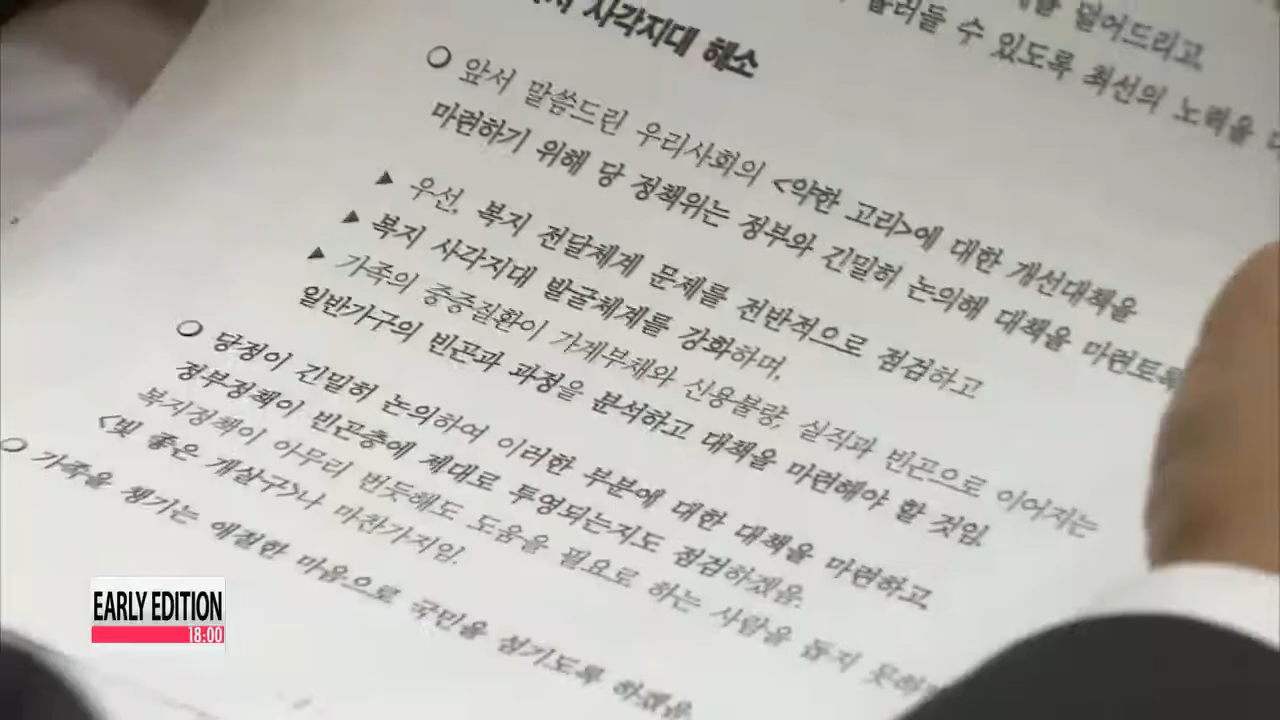 덜어드리고,
수 있도록 최선의 노력을
사각지대 해소
○ 앞서 말씀드린 우리사회의 <약한 고리>에 대한 개선대책을
마련하기 위해 당 정책위는 정부와 긴밀히 논의해 대책을 마련토록
▶ 우선, 복지 전달체계 문제를 전반적으로 점검하고
▶ 복지 사각지대 발굴체계를 강화하며,
▶ 가족의 중증질환이 가계부채와 신용불량, 실직과 빈곤으로 이어지는
일반가구의 빈곤과 과정을 분석하고 대책을 마련해야 할 것임.
○ 당정이 긴밀히 논의하여 이러한 부분에 대한 대책을 마련하고,
정부정책이 빈곤층에 제대로 투영되는지도 점검하겠음.
복지정책이 아무리 번듯해도 도움을 필요로 하는 사람을 돕지 못하면
<빛 좋은 개살구>나 마찬가지임.
○ 가족을 챙기는 애절한 마음으로 국민을 섬기도록 하겠음.
EARLY EDITION
18:00